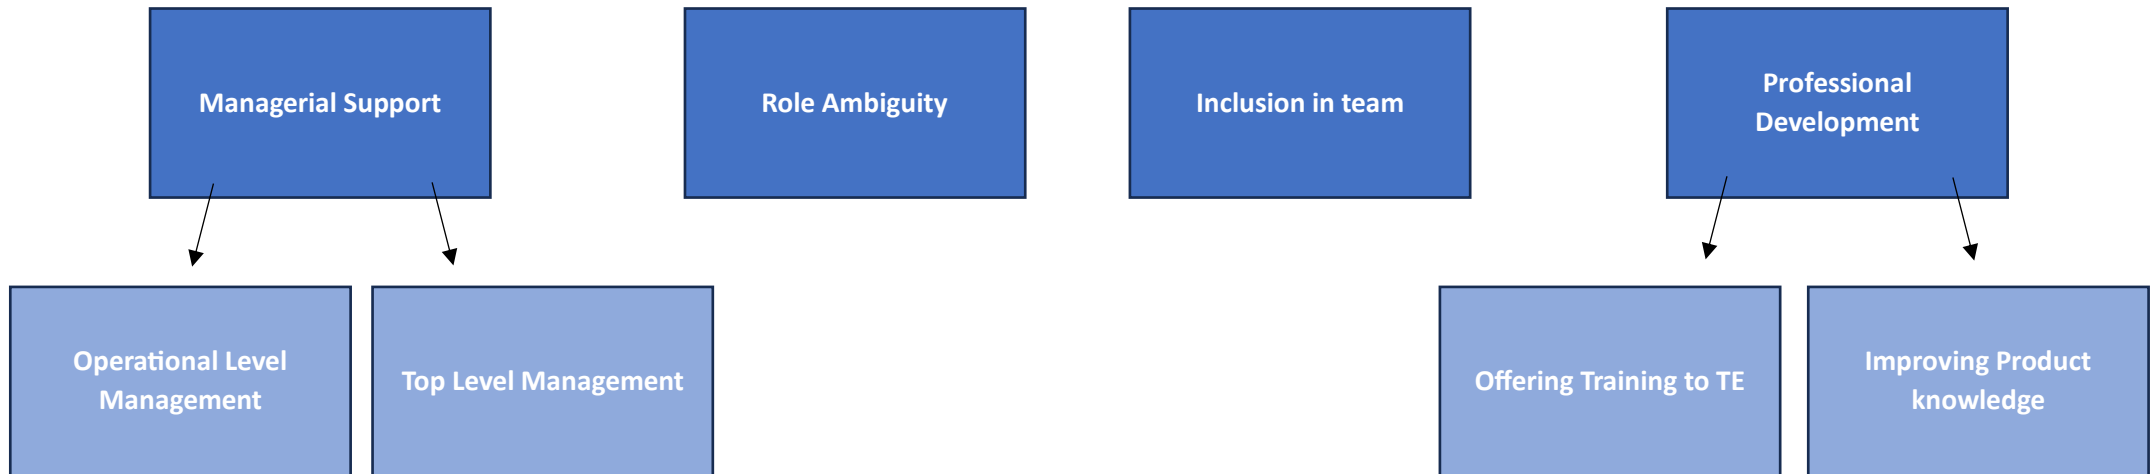 Managerial Support
Role Ambiguity
Inclusion in team
Professional
Development
Operational Level
Management
Top Level Management
Offering Training to TE
Improving Product
knowledge